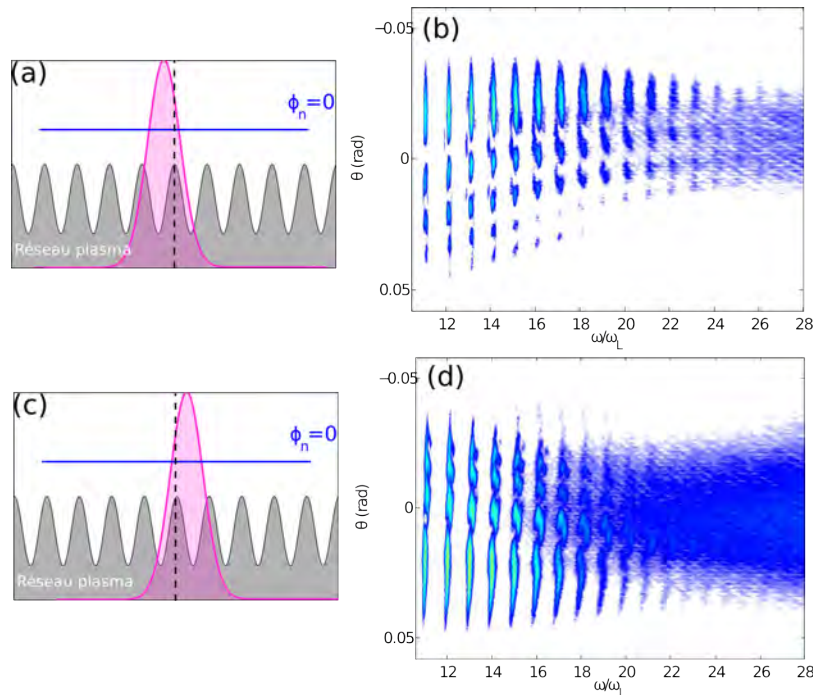 (a)
ϕn=0
Réseau plasma
(b)
−0.05
0
0.05
θ (rad)
12 14 16 18 20 22 24 26 28
ω/ωL
(c)
ϕn=0
Réseau plasma
(d)
−0.05
0
0.05
θ (rad)
12 14 16 18 20 22 24 26 28
ω/ωL